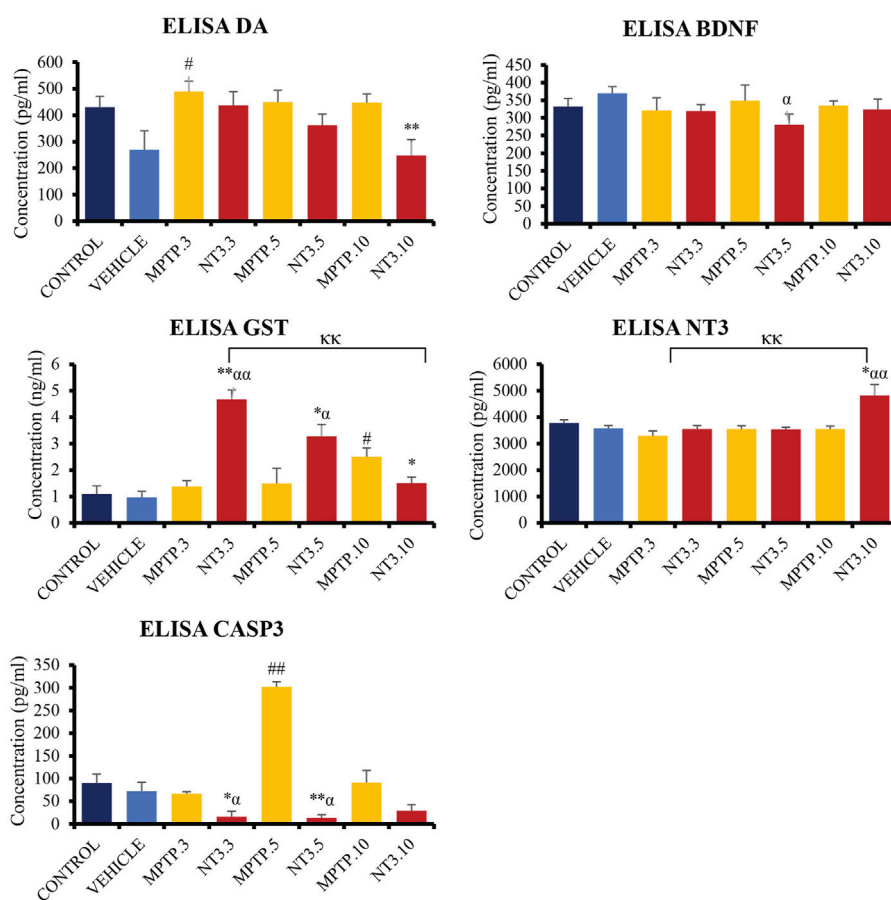 ELISA DA
Concentration (pg/ml)
600
500
400
300
200
100
0
#
**
CONTROL
VEHICLE
MPTP.3
NT3.3
MPTP.5
NT3.5
MPTP.10
NT3.10
ELISA BDNF
Concentration (pg/ml)
400
350
300
250
200
150
100
50
0
α
CONTROL
VEHICLE
MPTP.3
NT3.3
MPTP.5
NT3.5
MPTP.10
NT3.10
ELISA GST
Concentration (ng/ml)
6
5
4
3
2
1
0
κκ
**αα
*α
#
*
CONTROL
VEHICLE
MPTP.3
NT3.3
MPTP.5
NT3.5
MPTP.10
NT3.10
ELISA NT3
Concentration (pg/ml)
6000
5000
4000
3000
2000
1000
0
κκ
*αα
CONTROL
VEHICLE
MPTP.3
NT3.3
MPTP.5
NT3.5
MPTP.10
NT3.10
ELISA CASP3
Concentration (pg/ml)
350
300
250
200
150
100
50
0
*α
##
**α
CONTROL
VEHICLE
MPTP.3
NT3.3
MPTP.5
NT3.5
MPTP.10
NT3.10